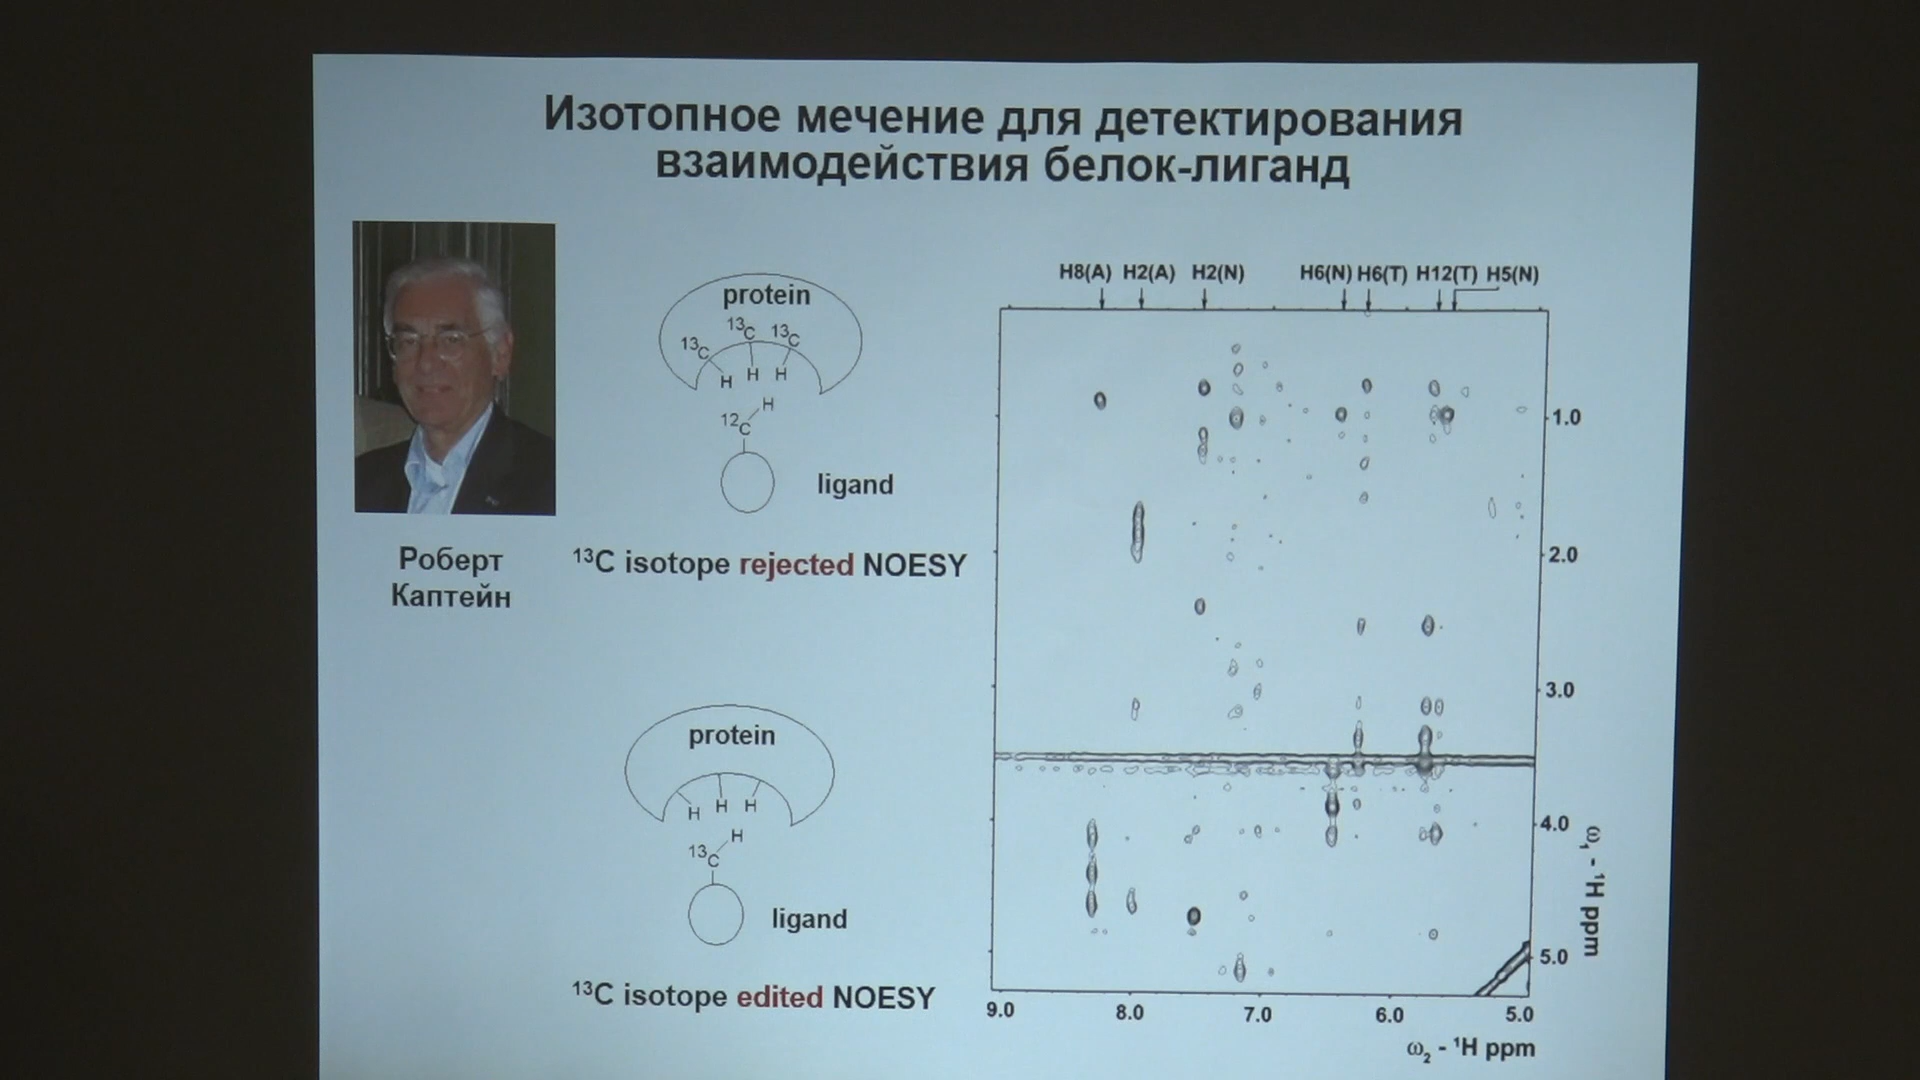 Изотопное мечение для детектирования
взаимодействия белок-лиганд
Роберт
Каптейн
protein
¹³C ¹³C ¹³C
H H H
H
¹²C
ligand
¹³C isotope rejected NOESY
protein
H H H
H
¹³C
ligand
¹³C isotope edited NOESY
H8(A) H2(A) H2(N) H6(N) H6(T) H12(T) H5(N)
1.0
2.0
3.0
4.0
5.0
ω₁ - ¹H ppm
9.0 8.0 7.0 6.0 5.0
ω₂ - ¹H ppm